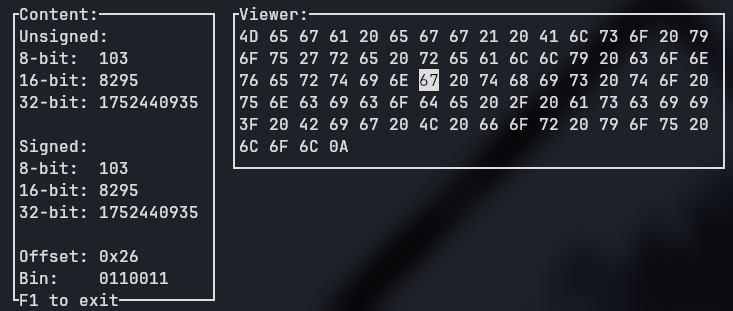 Content:
Unsigned:
8-bit: 103
16-bit: 8295
32-bit: 1752440935
Signed:
8-bit: 103
16-bit: 8295
32-bit: 1752440935
Offset: 0x26
Bin: 0110011
F1 to exit
Viewer:
4D 65 67 61 20 65 67 67 21 20 41 6C 73 6F 20 79
6F 75 27 72 65 20 72 65 61 6C 6C 79 20 63 6F 6E
76 65 72 74 69 6E 67 20 74 68 69 73 20 74 6F 20
75 6E 63 69 63 6F 64 65 20 2F 20 61 73 63 69 69
3F 20 42 69 67 20 4C 20 66 6F 72 20 79 6F 75 20
6C 6F 6C 0A